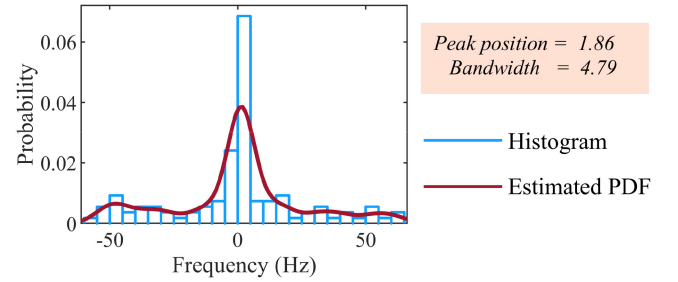 Peak position = 1.86
Bandwidth = 4.79
Probability
0.06
0.04
0.02
0
-50
0
50
Frequency (Hz)
Histogram
Estimated PDF